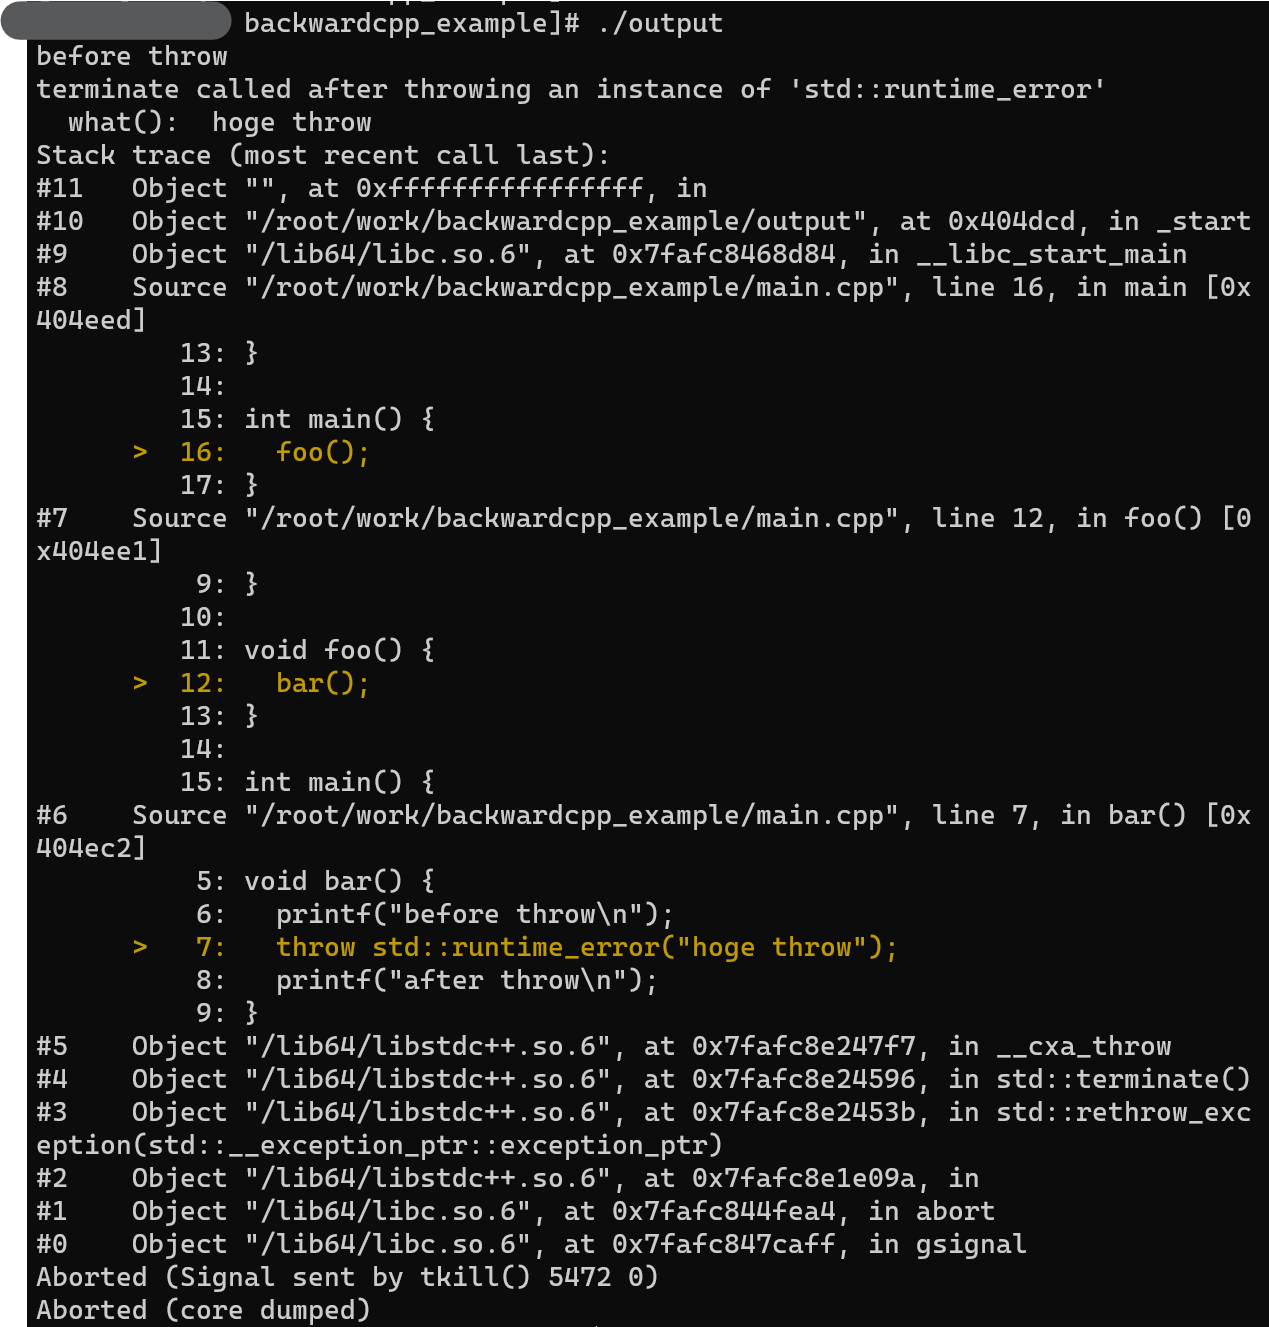 backwardcpp_example]# ./output
before throw
terminate called after throwing an instance of 'std::runtime_error'
  what():  hoge throw
Stack trace (most recent call last):
#11   Object "", at 0xffffffffffffffff, in
#10   Object "/root/work/backwardcpp_example/output", at 0x404dcd, in _start
#9    Object "/lib64/libc.so.6", at 0x7fafc8468d84, in __libc_start_main
#8    Source "/root/work/backwardcpp_example/main.cpp", line 16, in main [0x
404eed]
         13: }
         14:
         15: int main() {
      >  16:   foo();
         17: }
#7    Source "/root/work/backwardcpp_example/main.cpp", line 12, in foo() [0
x404ee1]
          9: }
         10:
         11: void foo() {
      >  12:   bar();
         13: }
         14:
         15: int main() {
#6    Source "/root/work/backwardcpp_example/main.cpp", line 7, in bar() [0x
404ec2]
          5: void bar() {
          6:   printf("before throw\n");
      >   7:   throw std::runtime_error("hoge throw");
          8:   printf("after throw\n");
          9: }
#5    Object "/lib64/libstdc++.so.6", at 0x7fafc8e247f7, in __cxa_throw
#4    Object "/lib64/libstdc++.so.6", at 0x7fafc8e24596, in std::terminate()
#3    Object "/lib64/libstdc++.so.6", at 0x7fafc8e2453b, in std::rethrow_exc
eption(std::__exception_ptr::exception_ptr)
#2    Object "/lib64/libstdc++.so.6", at 0x7fafc8e1e09a, in
#1    Object "/lib64/libc.so.6", at 0x7fafc844fea4, in abort
#0    Object "/lib64/libc.so.6", at 0x7fafc847caff, in gsignal
Aborted (Signal sent by tkill() 5472 0)
Aborted (core dumped)